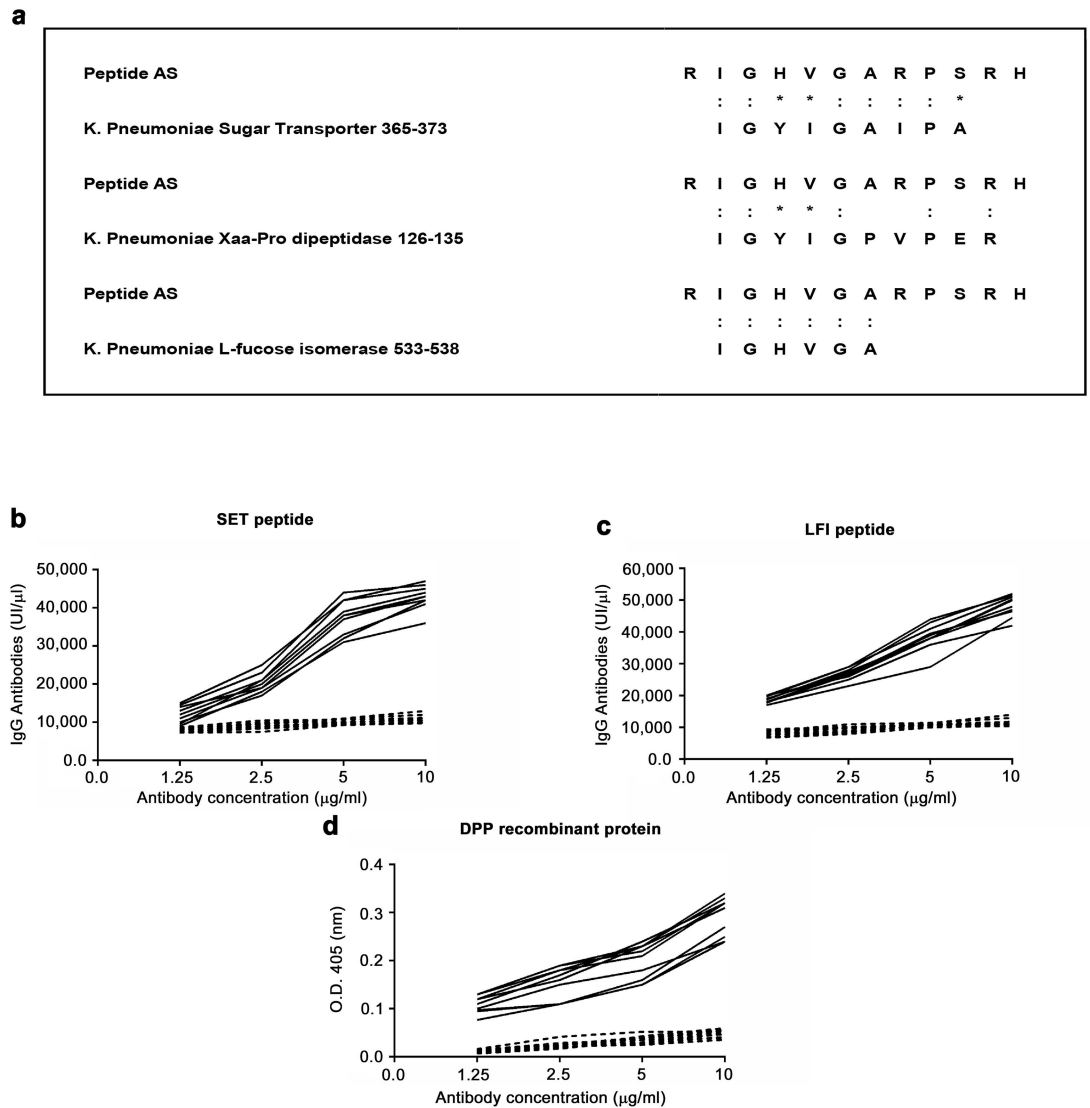 a
Peptide AS R I G H V G A R P S R H
: : * * : : : : *
K. Pneumoniae Sugar Transporter 365-373 I G Y I G A I P A
Peptide AS R I G H V G A R P S R H
: : * * : : :
K. Pneumoniae Xaa-Pro dipeptidase 126-135 I G Y I G P V P E R
Peptide AS R I G H V G A R P S R H
: : : : : :
K. Pneumoniae L-fucose isomerase 533-538 I G H V G A
b
SET peptide
IgG Antibodies (UI/μl)
50,000
40,000
30,000
20,000
10,000
0.0
0.0 1.25 2.5 5 10
Antibody concentration (μg/ml)
c
LFI peptide
IgG Antibodies (UI/μl)
60,000
50,000
40,000
30,000
20,000
10,000
0.0
0.0 1.25 2.5 5 10
Antibody concentration (μg/ml)
d
DPP recombinant protein
O.D. 405 (nm)
0.4
0.3
0.2
0.1
0.0
0.0 1.25 2.5 5 10
Antibody concentration (μg/ml)